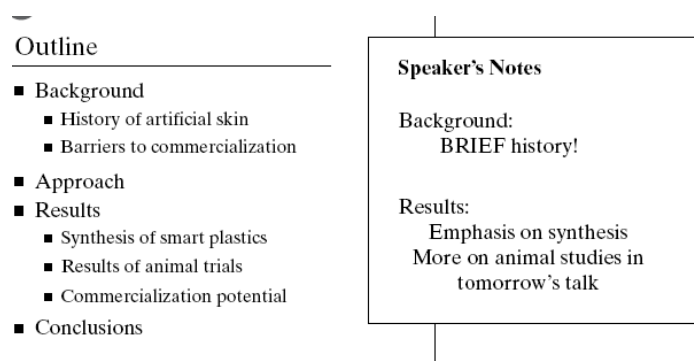 Outline
Background
History of artificial skin
Barriers to commercialization
Approach
Results
Synthesis of smart plastics
Results of animal trials
Commercialization potential
Conclusions
Speaker's Notes
Background:
BRIEF history!
Results:
Emphasis on synthesis
More on animal studies in
tomorrow's talk